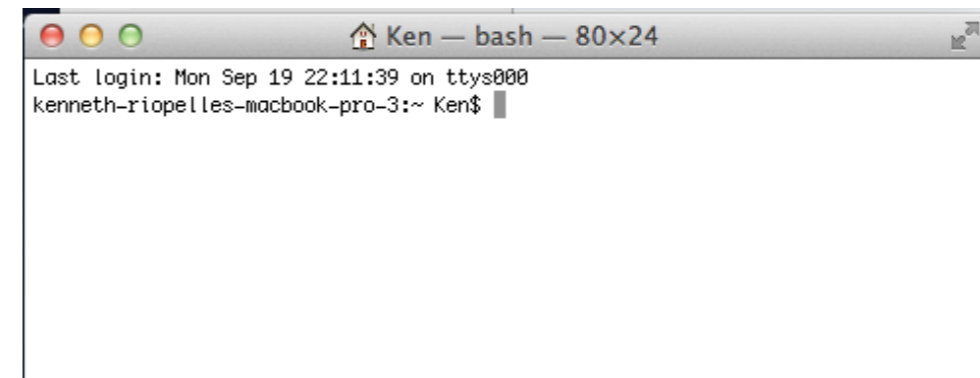 Ken — bash — 80×24
Last login: Mon Sep 19 22:11:39 on ttys000
kenneth-riopelles-macbook-pro-3:~ Ken$